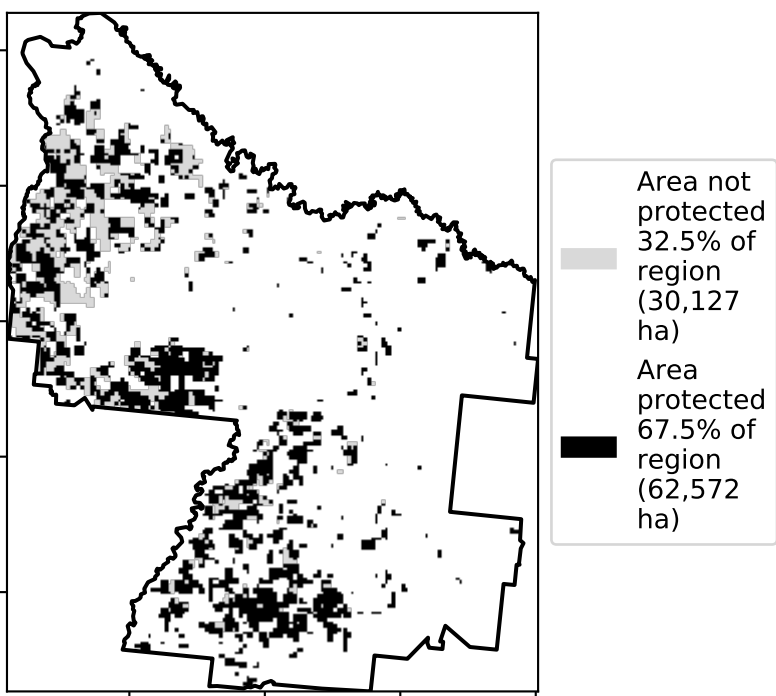 Area not
protected
32.5% of
region
(30,127
ha)
Area
protected
67.5% of
region
(62,572
ha)